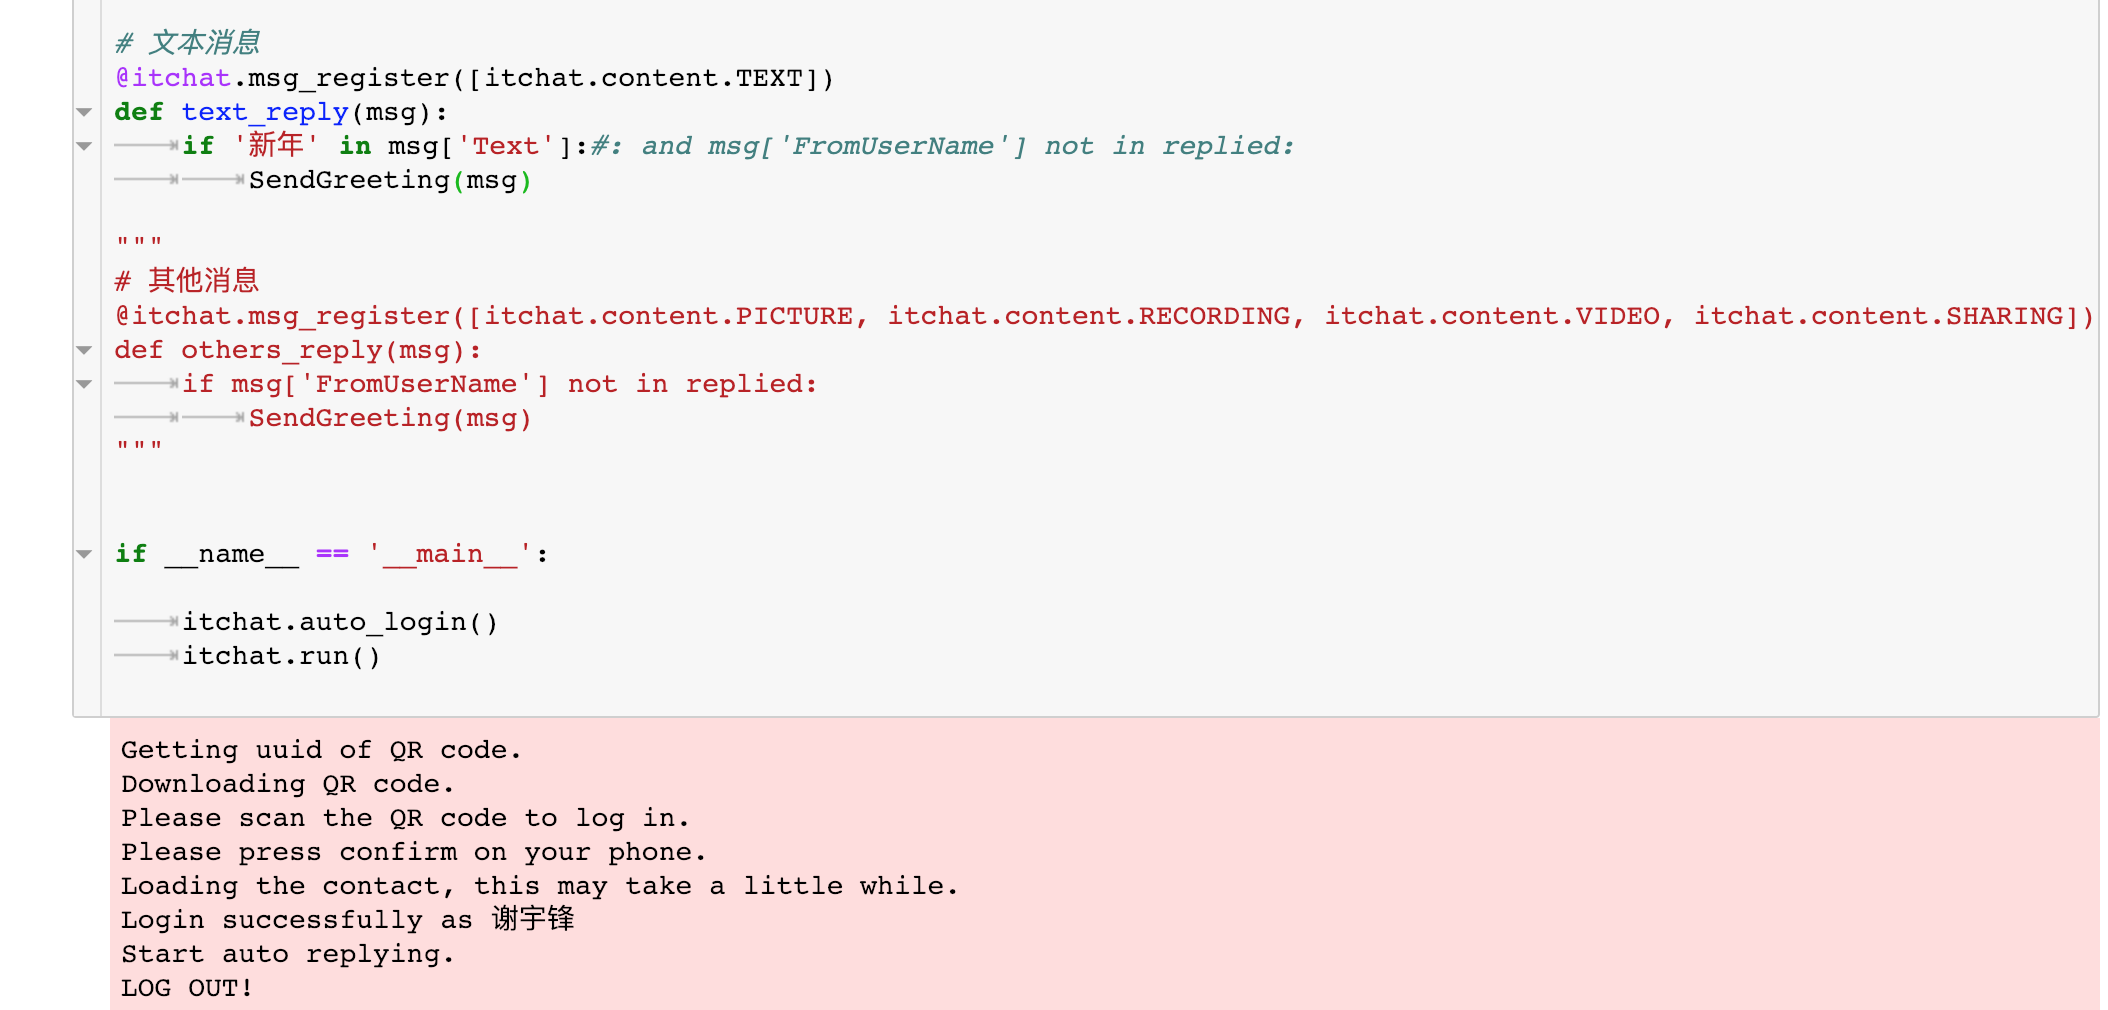 # 文本消息
@itchat.msg_register([itchat.content.TEXT])
def text_reply(msg):
if '新年' in msg['Text']:#: and msg['FromUserName'] not in replied:
SendGreeting(msg)
"""
# 其他消息
@itchat.msg_register([itchat.content.PICTURE, itchat.content.RECORDING, itchat.content.VIDEO, itchat.content.SHARING])
def others_reply(msg):
if msg['FromUserName'] not in replied:
SendGreeting(msg)
"""
if __name__ == '__main__':
itchat.auto_login()
itchat.run()
Getting uuid of QR code.
Downloading QR code.
Please scan the QR code to log in.
Please press confirm on your phone.
Loading the contact, this may take a little while.
Login successfully as 谢宇锋
Start auto replying.
LOG OUT!